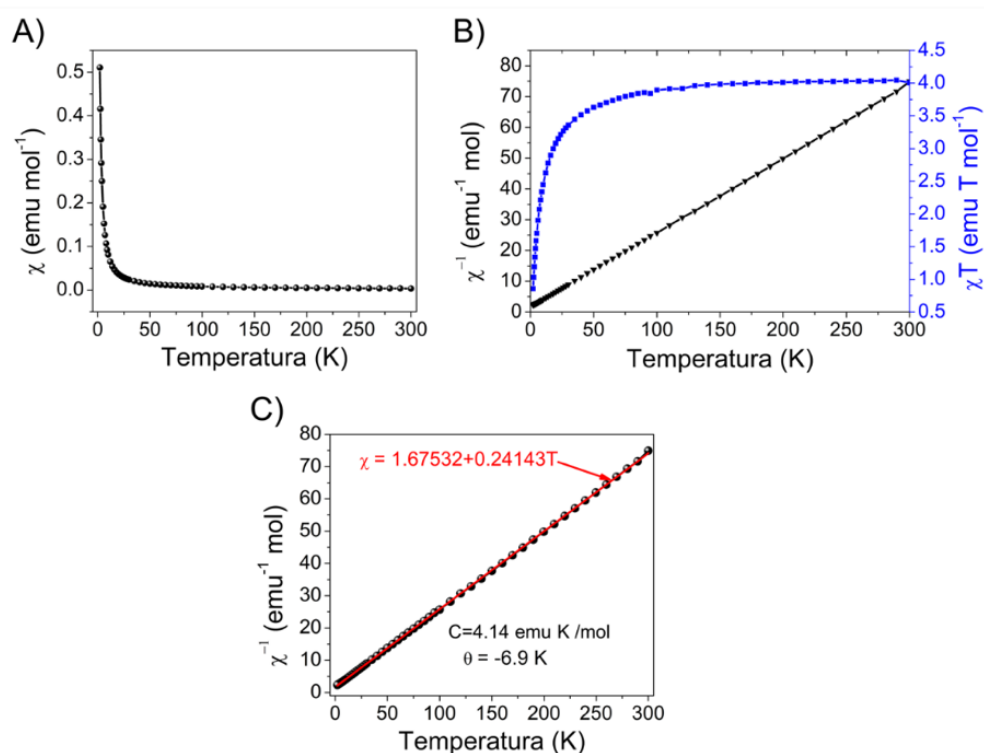 A)
χ (emu mol⁻¹)
0.5
0.4
0.3
0.2
0.1
0.0
0 50 100 150 200 250 300
Temperatura (K)
B)
χ⁻¹ (emu⁻¹ mol)
80
75
70
60
50
40
30
20
10
0
0 50 100 150 200 250 300
Temperatura (K)
4.5
4.0
3.5
3.0
2.5
2.0
1.5
1.0
0.5
χT (emu T mol⁻¹)
C)
χ⁻¹ (emu⁻¹ mol)
80
70
60
50
40
30
20
10
0
χ = 1.67532+0.24143T
C=4.14 emu K /mol
θ = -6.9 K
0 50 100 150 200 250 300
Temperatura (K)